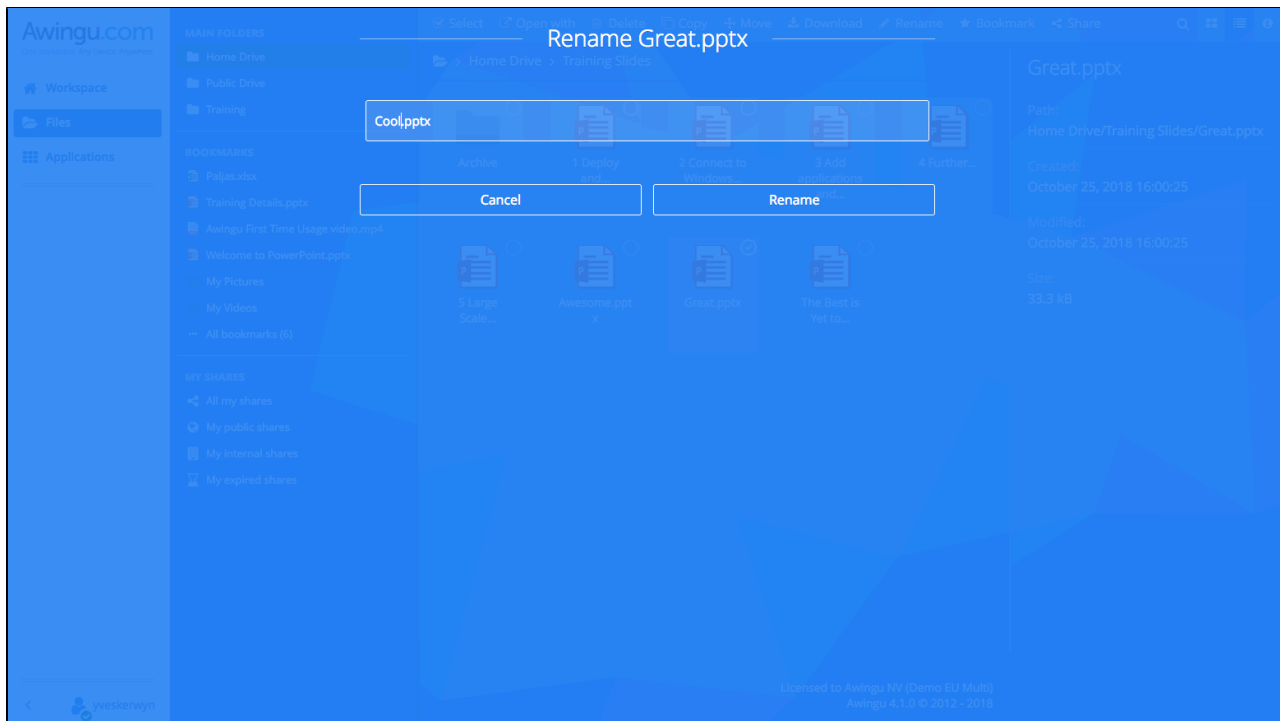 Awingu.com
Workspace
Files
Applications
yveskerwyn
MAIN FOLDERS
Home Drive
Public Drive
Training
BOOKMARKS
Paljas.xlsx
Training Details.pptx
Awingu First Time Usage video.mp4
Welcome to PowerPoint.pptx
My Pictures
My Videos
All bookmarks (6)
MY SHARES
All my shares
My public shares
My internal shares
My expired shares
Select Open with Delete Copy Move Download Rename Bookmark Share
Rename Great.pptx
Home Drive > Training Slides
Cool.pptx
Cancel
Rename
Archive
1 Deploy
and...
2 Connect to
Windows...
3 Add
applications
and...
4 Further...
5 Large
Scale...
Awesome.ppt
x
Great.pptx
The Best is
Yet to...
Great.pptx
Path:
Home Drive/Training Slides/Great.pptx
Created:
October 25, 2018 16:00:25
Modified:
October 25, 2018 16:00:25
Size:
33.3 kB
Licensed to Awingu NV (Demo EU Multi)
Awingu 4.1.0 © 2012 - 2018